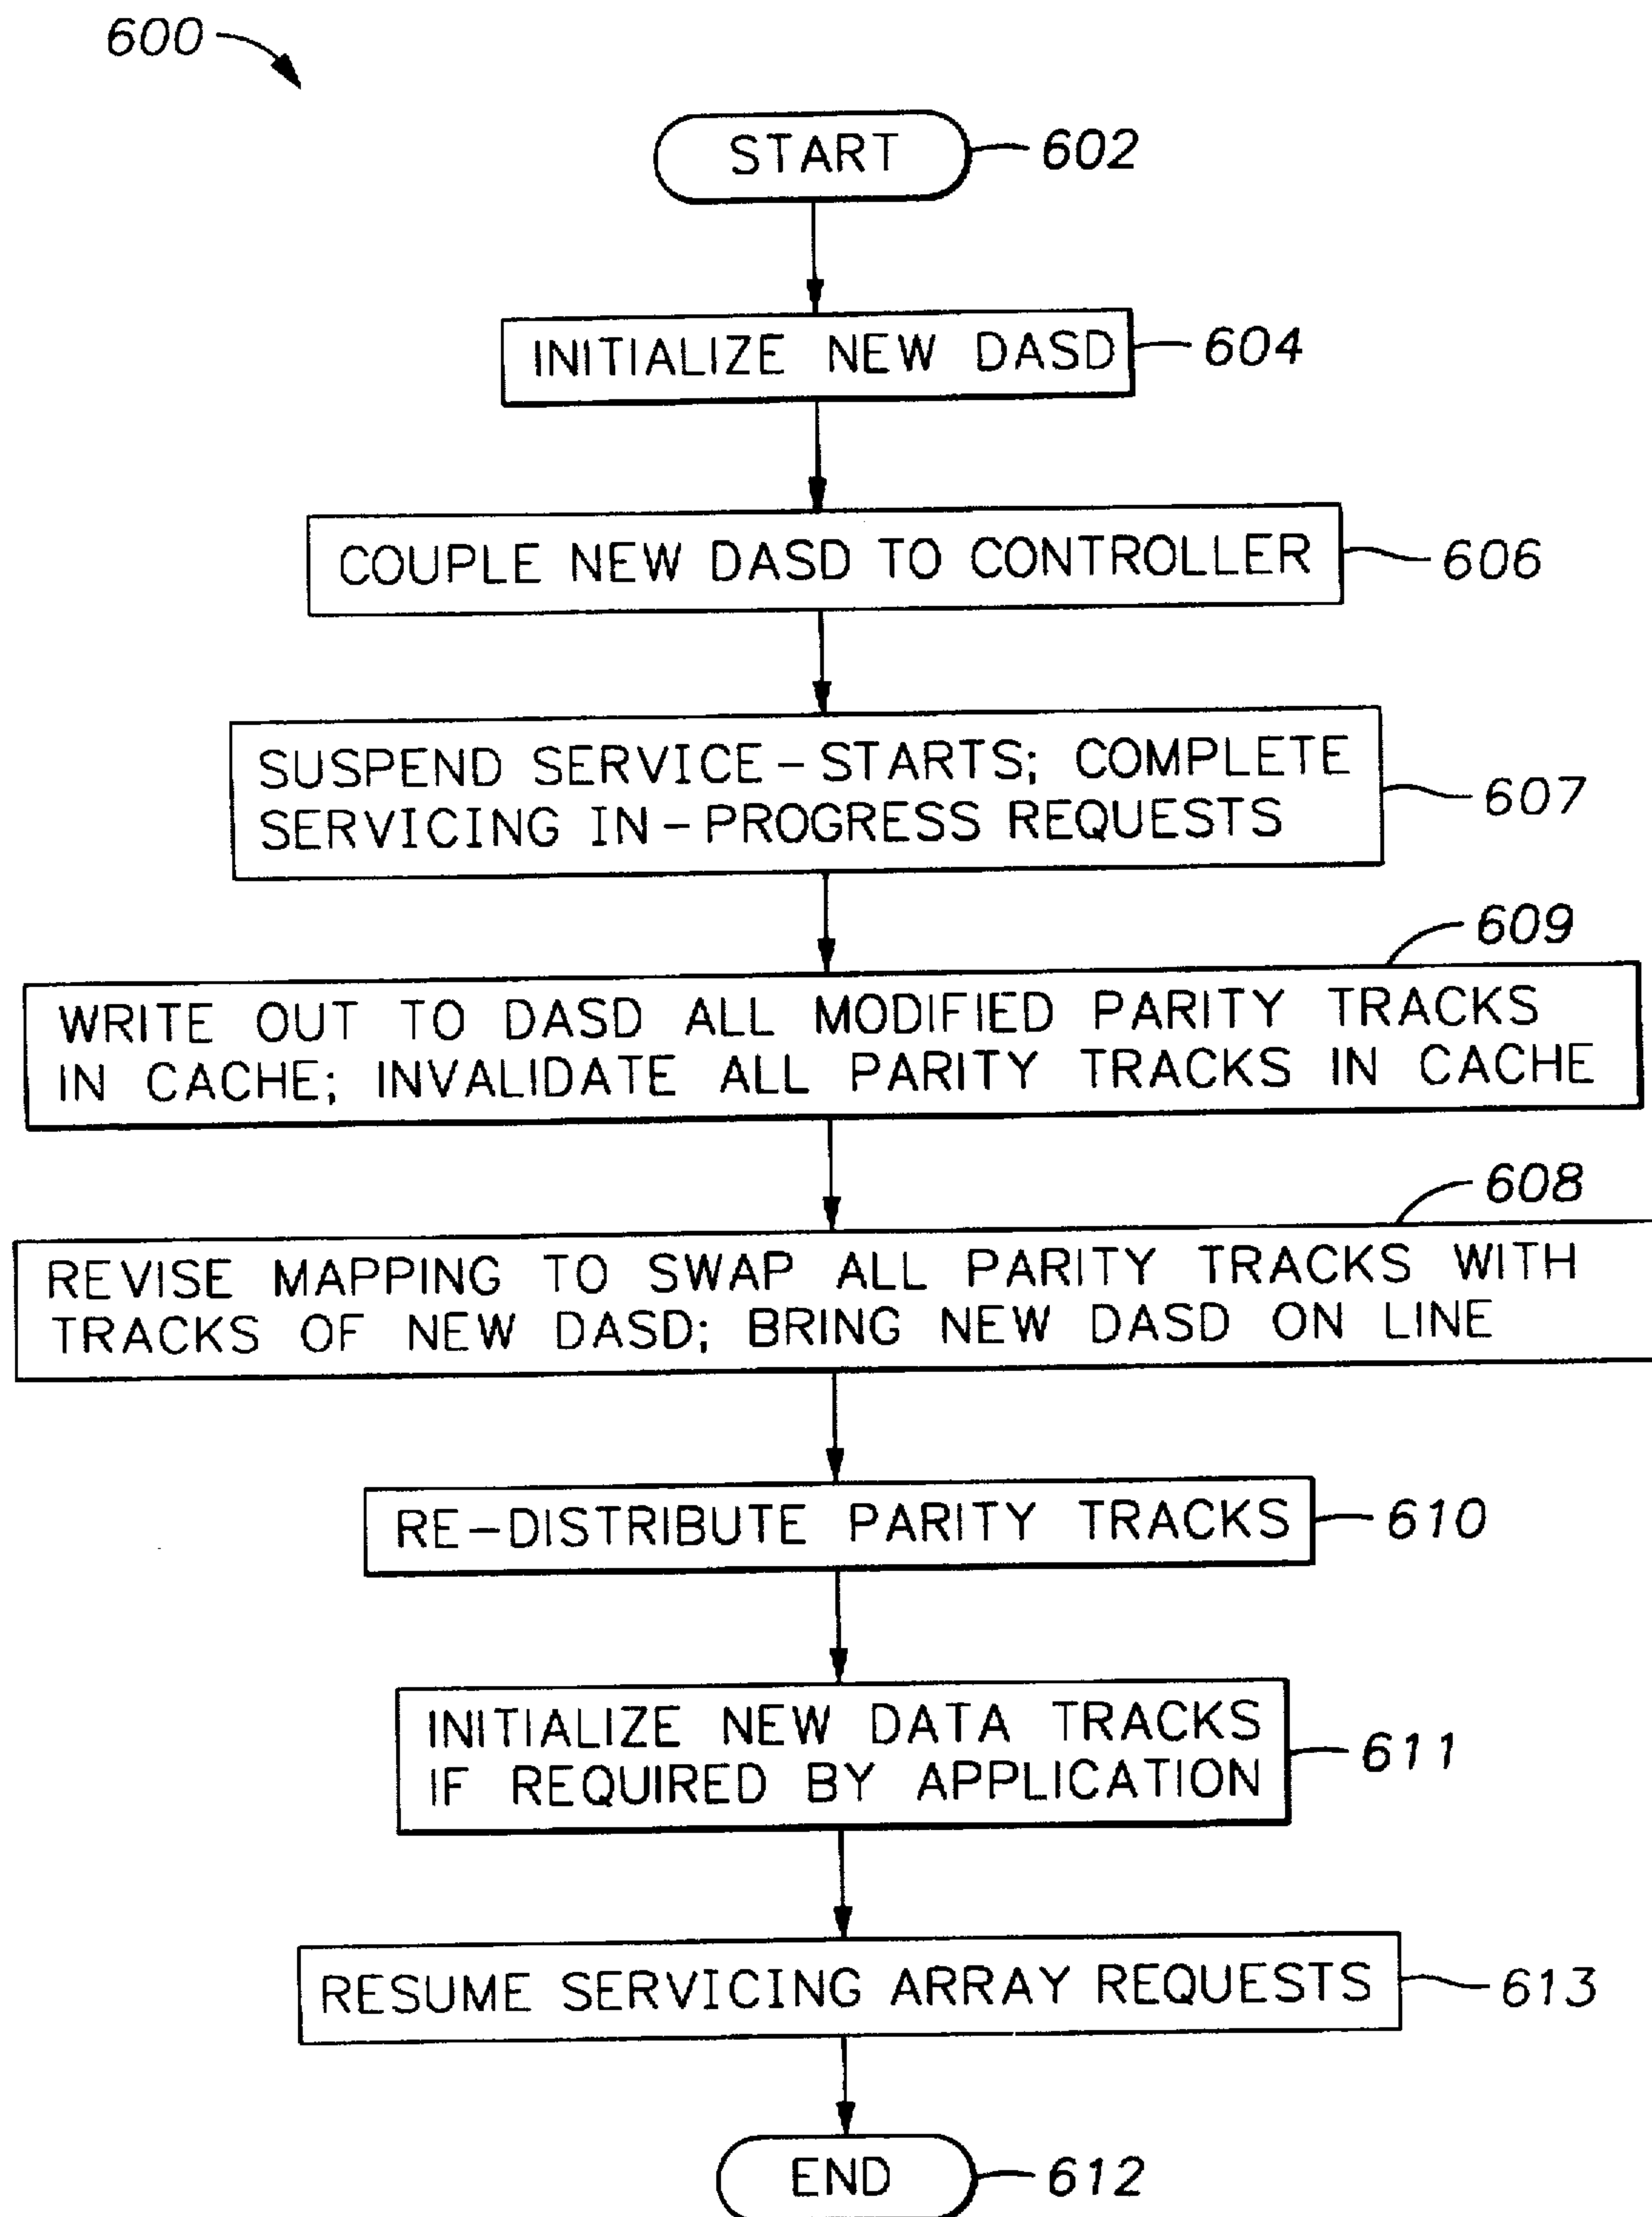 600
START
602
INITIALIZE NEW DASD
604
COUPLE NEW DASD TO CONTROLLER
606
SUSPEND SERVICE-STARTS; COMPLETE
SERVICING IN-PROGRESS REQUESTS
607
609
WRITE OUT TO DASD ALL MODIFIED PARITY TRACKS
IN CACHE; INVALIDATE ALL PARITY TRACKS IN CACHE
608
REVISE MAPPING TO SWAP ALL PARITY TRACKS WITH
TRACKS OF NEW DASD; BRING NEW DASD ON LINE
RE-DISTRIBUTE PARITY TRACKS
610
INITIALIZE NEW DATA TRACKS
IF REQUIRED BY APPLICATION
611
RESUME SERVICING ARRAY REQUESTS
613
END
612